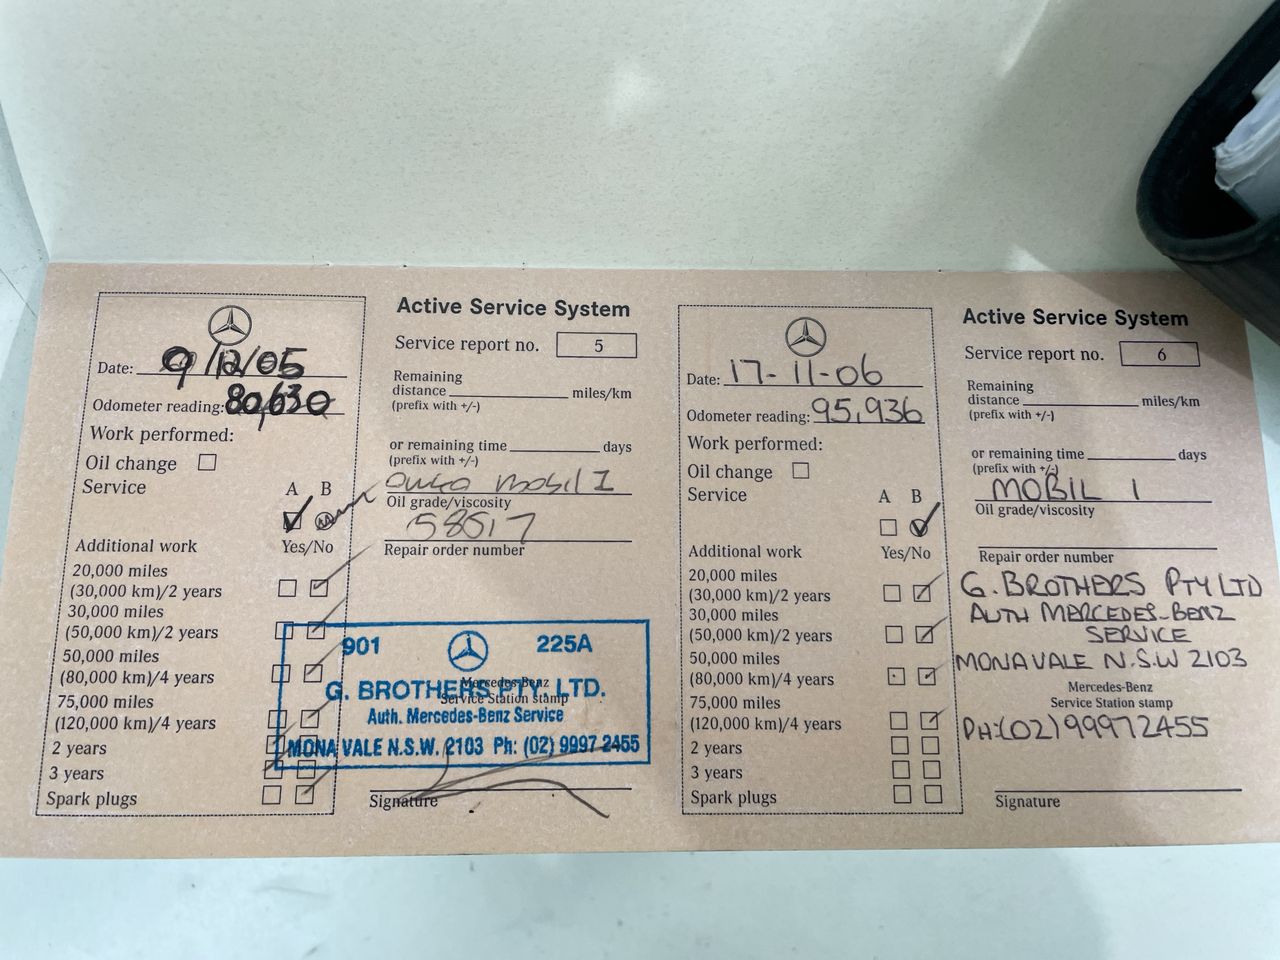 Active Service System
Service report no. 5
Date: 9/12/05
Odometer reading: 80,630
Work performed:
Oil change
Service
A B
Additional work Yes/No
20,000 miles
(30,000 km)/2 years
30,000 miles
(50,000 km)/2 years
50,000 miles
(80,000 km)/4 years
75,000 miles
(120,000 km)/4 years
2 years
3 years
Spark plugs
Remaining
distance miles/km
(prefix with +/-)
or remaining time days
(prefix with +/-)
Mobil 1
Oil grade/viscosity
58517
Repair order number
901 225A
Mercedes-Benz
G. BROTHERS PTY. LTD.
Service Station stamp
Auth. Mercedes-Benz Service
MONA VALE N.S.W. 2103 Ph: (02) 9997 2455
Signature
Active Service System
Service report no. 6
Date: 17-11-06
Odometer reading: 95,936
Work performed:
Oil change
Service
A B
Additional work Yes/No
20,000 miles
(30,000 km)/2 years
30,000 miles
(50,000 km)/2 years
50,000 miles
(80,000 km)/4 years
75,000 miles
(120,000 km)/4 years
2 years
3 years
Spark plugs
Remaining
distance miles/km
(prefix with +/-)
or remaining time days
(prefix with +/-)
MOBIL 1
Oil grade/viscosity
Repair order number
G. BROTHERS PTY LTD
AUTH MERCEDES-BENZ
SERVICE
MONA VALE N.S.W 2103
Mercedes-Benz
Service Station stamp
PH:(02)99972455
Signature